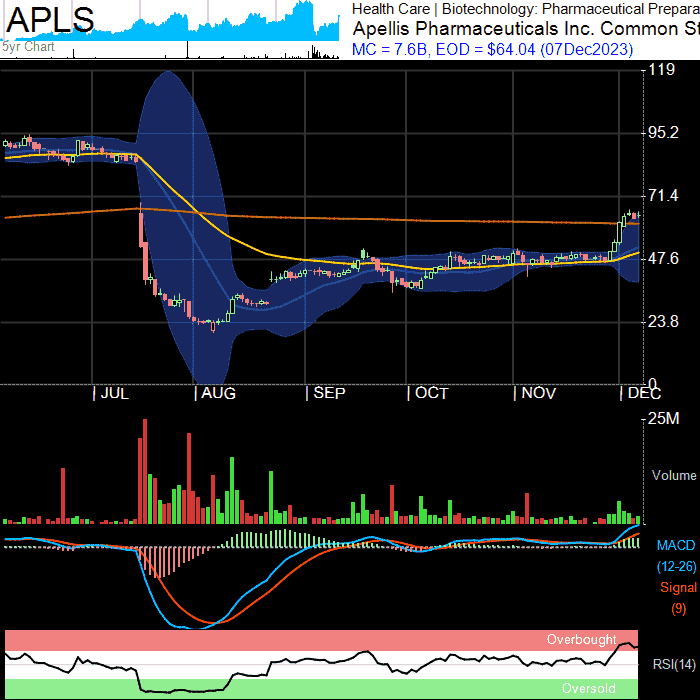 APLS
5yr Chart
Health Care | Biotechnology: Pharmaceutical Prepara
Apellis Pharmaceuticals Inc. Common St
MC = 7.6B, EOD = $64.04 (07Dec2023)
119
95.2
71.4
47.6
23.8
0
| JUL | AUG | SEP | OCT | NOV | DEC
25M
Volume
MACD
(12-26)
Signal
(9)
Overbought
RSI(14)
Oversold